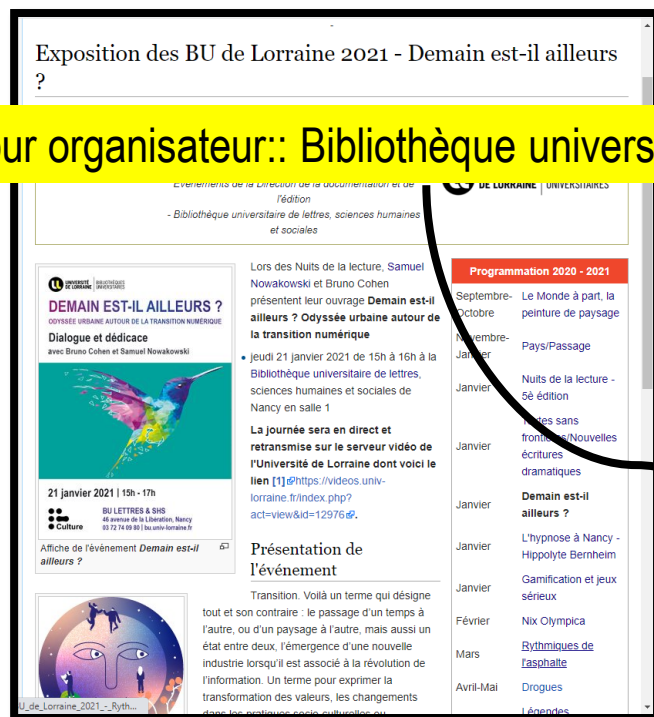 Exposition des BU de Lorraine 2021 - Demain est-il ailleurs
?
ur organisateur:: Bibliothèque univers
Evénements de la Direction de la documentation et de
l'édition
- Bibliothèque universitaire de lettres, sciences humaines
et sociales
DE LORRAINE UNIVERSITAIRES
UNIVERSITÉ DE LORRAINE BIBLIOTHÈQUES UNIVERSITAIRES
DEMAIN EST-IL AILLEURS ?
ODYSSÉE URBAINE AUTOUR DE LA TRANSITION NUMÉRIQUE
Dialogue et dédicace
avec Bruno Cohen et Samuel Nowakowski
21 janvier 2021 | 15h - 17h
Culture
BU LETTRES & SHS
46 avenue de la Liberation, Nancy
03 72 74 09 80 | bu.univ-lorraine.fr
Affiche de l'événement Demain est-il
ailleurs ?
Lors des Nuits de la lecture, Samuel
Nowakowski et Bruno Cohen
présentent leur ouvrage Demain est-il
ailleurs ? Odyssée urbaine autour de
la transition numérique
• jeudi 21 janvier 2021 de 15h à 16h à la
Bibliothèque universitaire de lettres,
sciences humaines et sociales de
Nancy en salle 1
La journée sera en direct et
retransmise sur le serveur vidéo de
l'Université de Lorraine dont voici le
lien [1]https://videos.univ-
lorraine.fr/index.php?
act=view&id=12976.
Présentation de
l'événement
Transition. Voilà un terme qui désigne
tout et son contraire : le passage d'un temps à
l'autre, ou d'un paysage à l'autre, mais aussi un
état entre deux, l'émergence d'une nouvelle
industrie lorsqu'il est associé à la révolution de
l'information. Un terme pour exprimer la
transformation des valeurs, les changements
dans les pratiques socio-culturelles ou
Programmation 2020 - 2021
Septembre-
Octobre
Le Monde à part, la
peinture de paysage
Novembre-
Janvier
Pays/Passage
Janvier
Nuits de la lecture -
5è édition
Janvier
Textes sans
frontières/Nouvelles
écritures
dramatiques
Janvier
Demain est-il
ailleurs ?
Janvier
L'hypnose à Nancy -
Hippolyte Bernheim
Janvier
Gamification et jeux
sérieux
Février
Nix Olympica
Mars
Rythmiques de
l'asphalte
Avril-Mai
Drogues
Légendes
U_de_Lorraine_2021_-_Ryth...